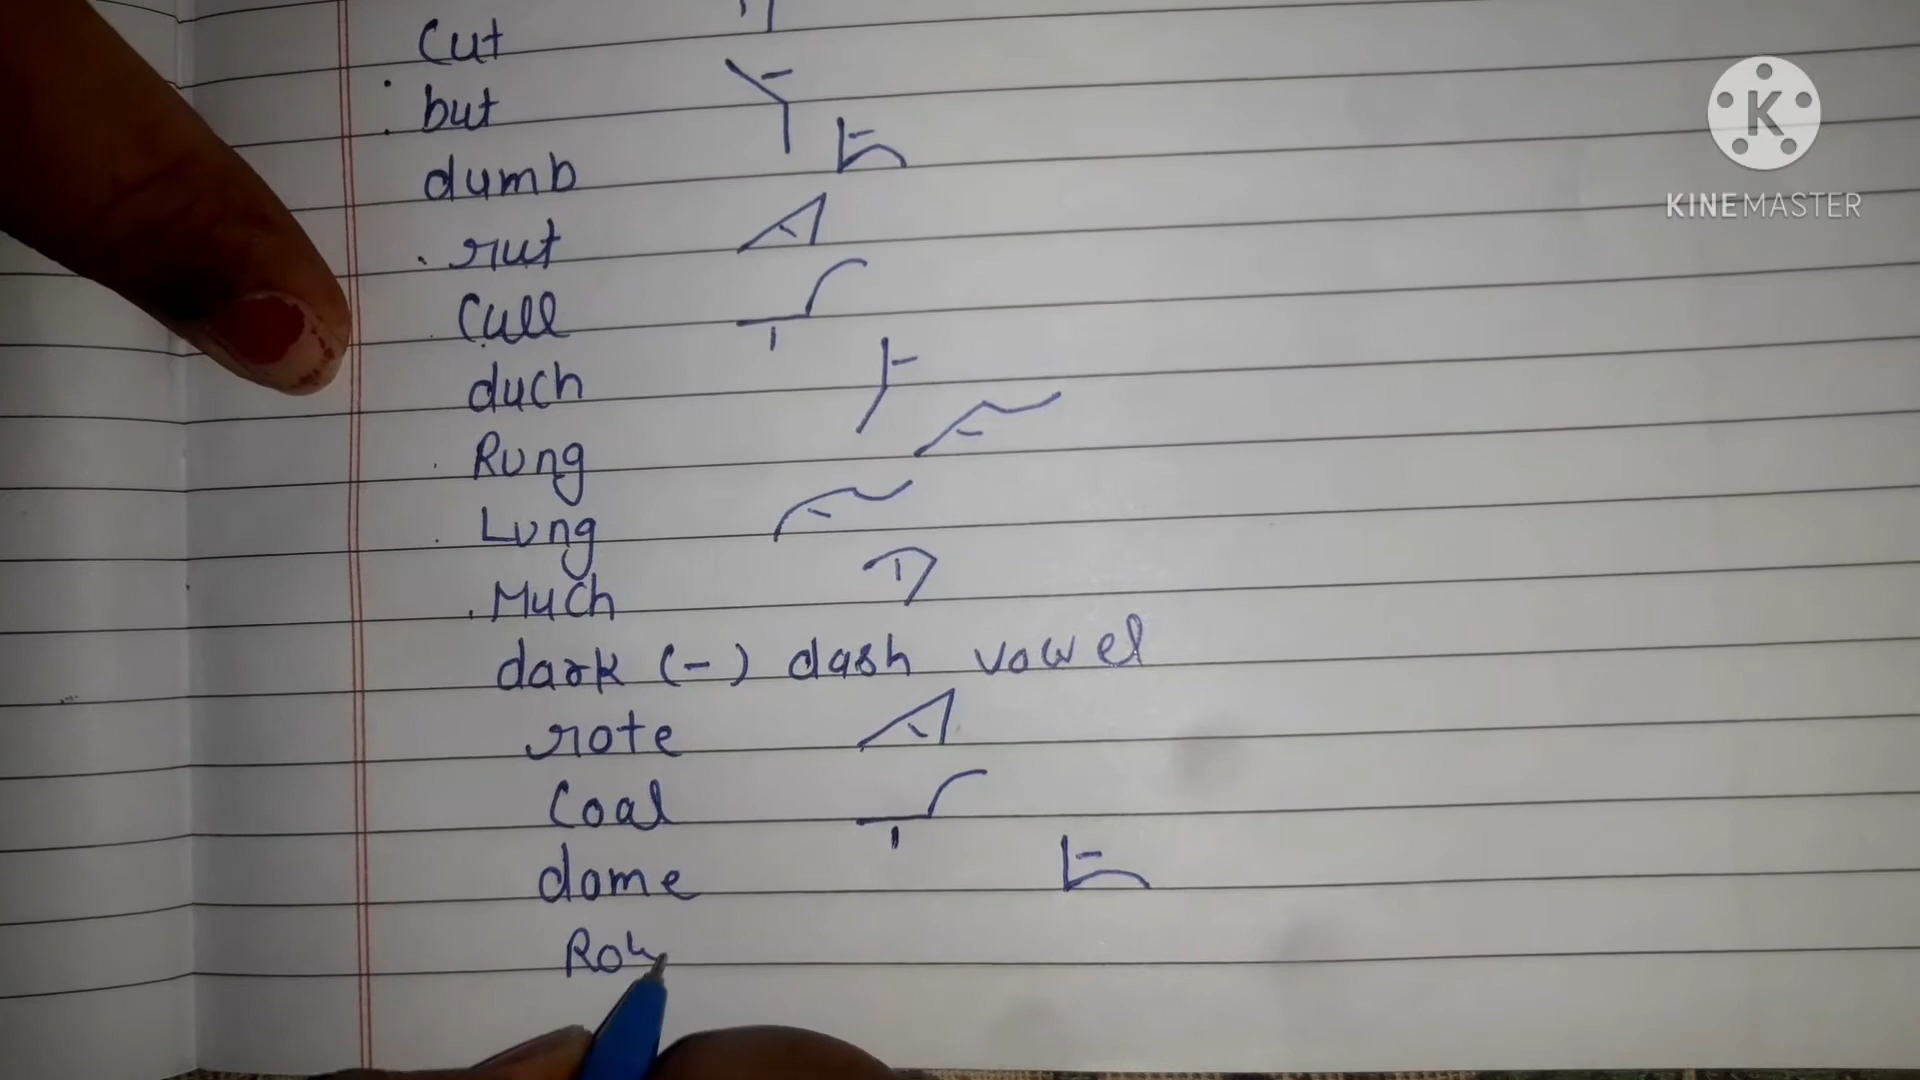 Cut
but
dumb
rut
Cull
duch
Rung
Lung
Much
dark (-) dash vowel
rote
Coal
dome
K
KINEMASTER